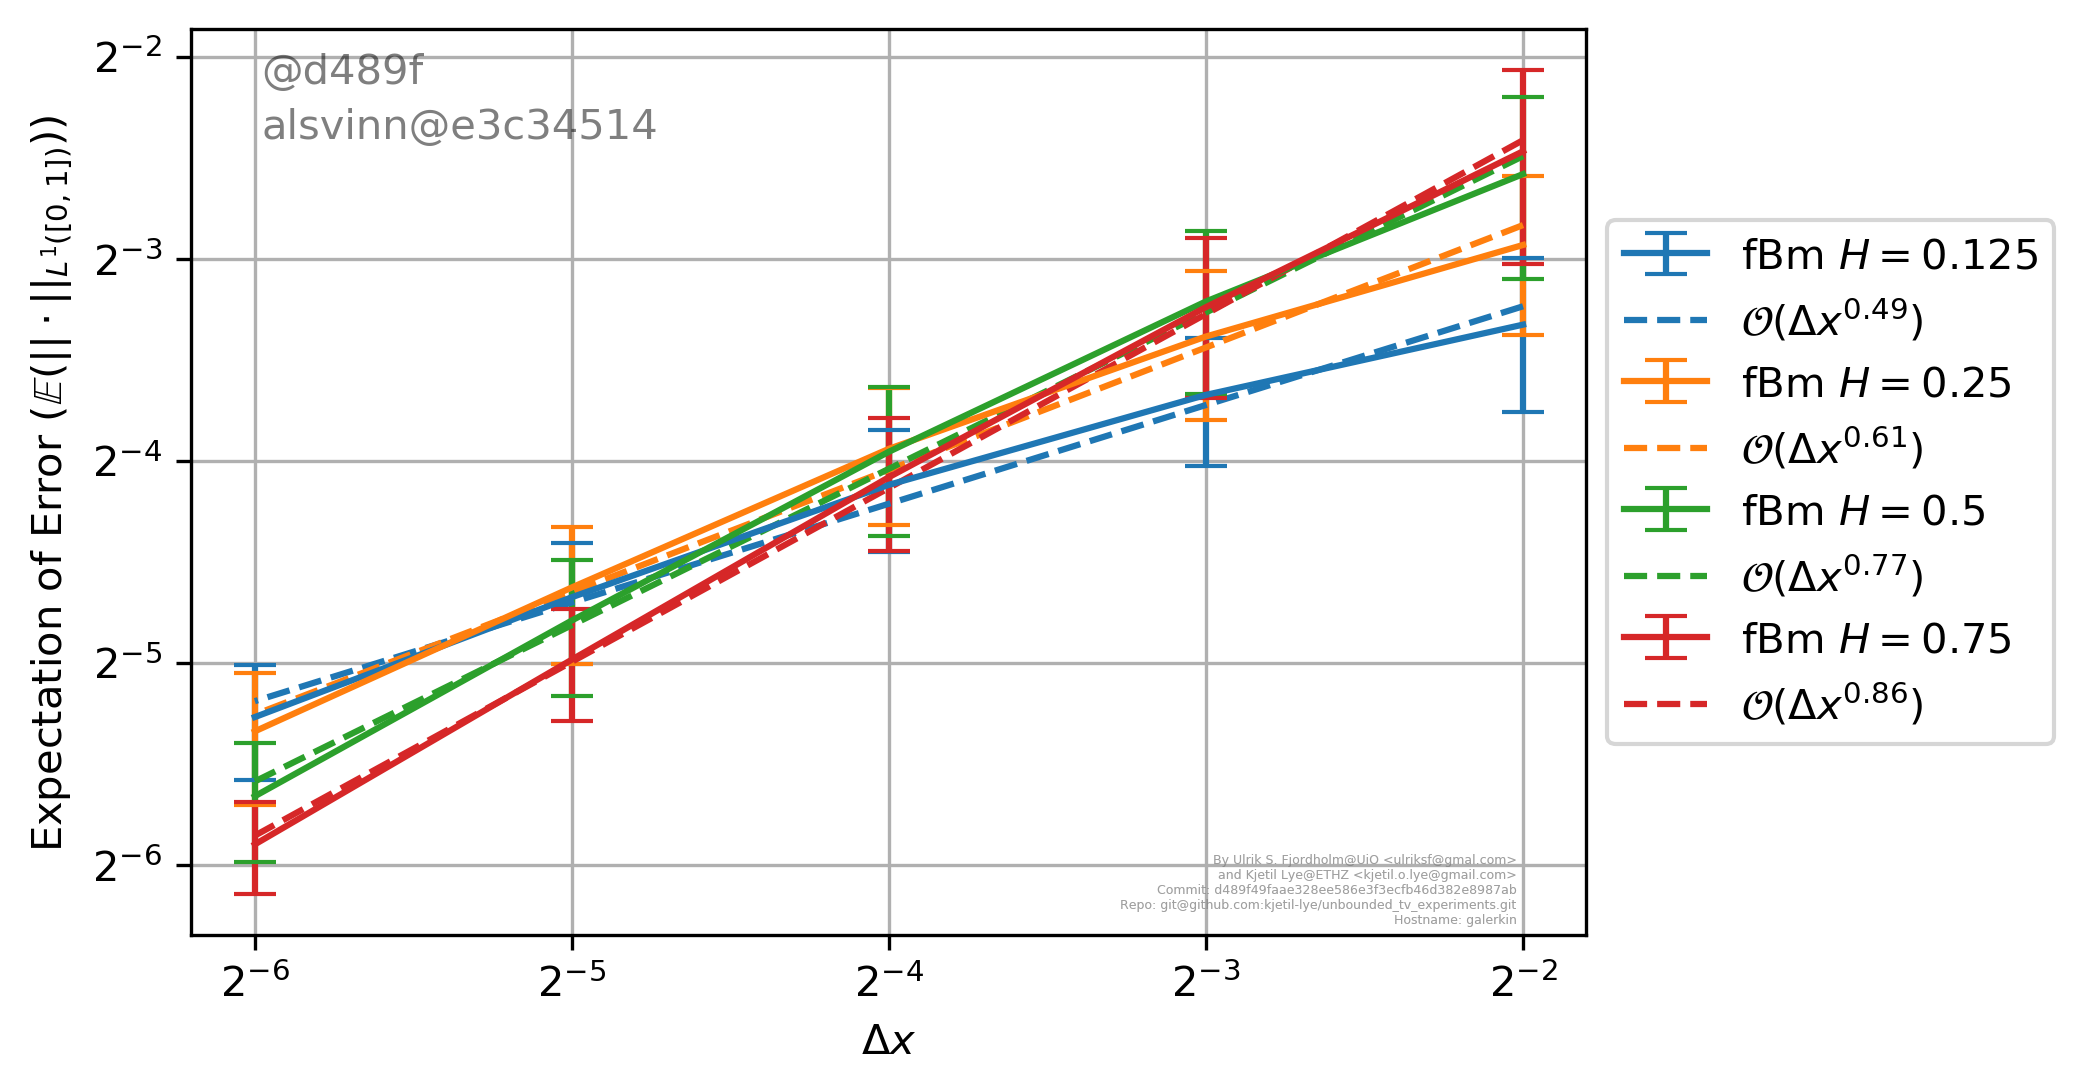 @d489f
alsvinn@e3c34514
Expectation of Error (𝔼(|| · ||_{L^1([0,1])}))
2^{-2}
2^{-3}
2^{-4}
2^{-5}
2^{-6}
2^{-6} 2^{-5} 2^{-4} 2^{-3} 2^{-2}
Δx
fBm H = 0.125
𝒪(Δx^{0.49})
fBm H = 0.25
𝒪(Δx^{0.61})
fBm H = 0.5
𝒪(Δx^{0.77})
fBm H = 0.75
𝒪(Δx^{0.86})
By Ulrik S. Fjordholm@UiO <ulriksf@gmal.com>
and Kjetil Lye@ETHZ <kjetil.o.lye@gmail.com>
Commit: d489f49faae328ee586e3f3ecfb46d382e8987ab
Repo: git@github.com:kjetil-lye/unbounded_tv_experiments.git
Hostname: galerkin